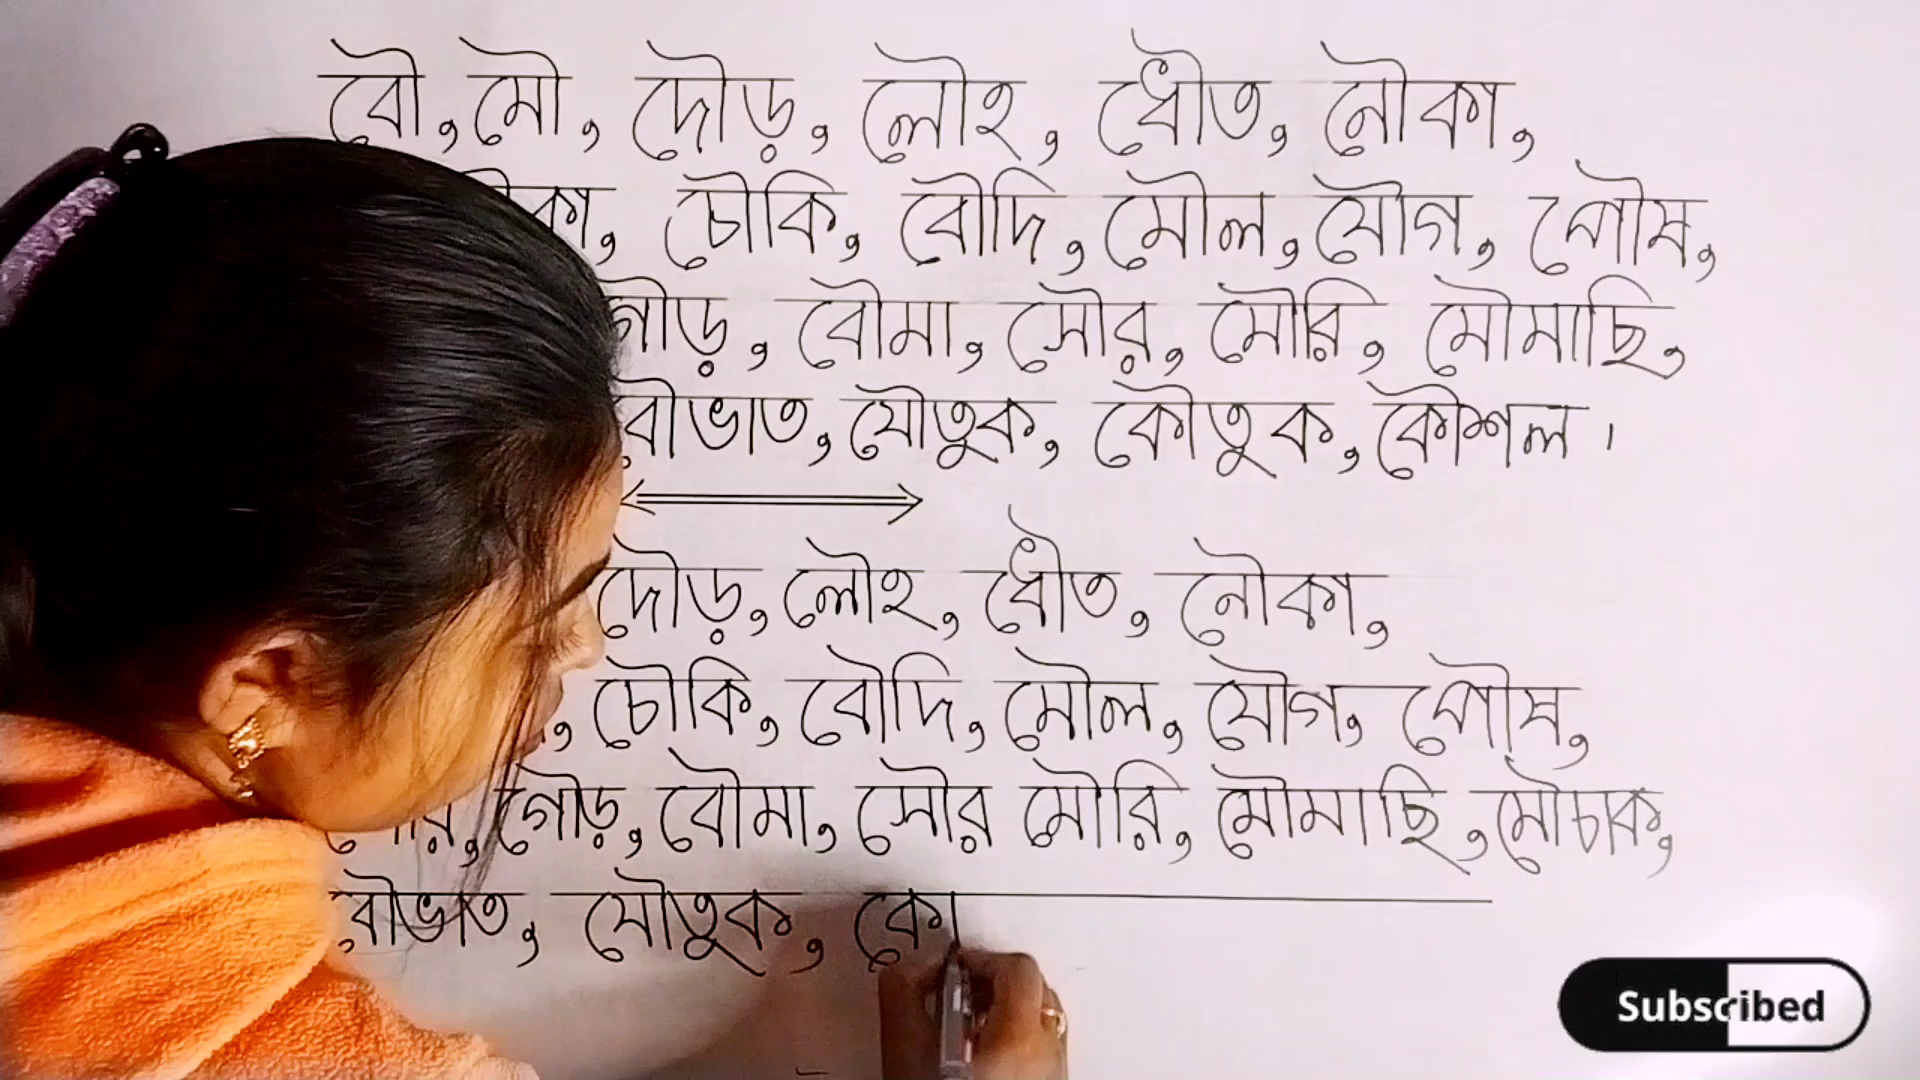 বৌ, মৌ, দৌড়, লৌহ, ধৌত, নৌকা,
চৌকি, বৌদি, মৌল, যৌগ, পৌষ,
বৌমা, সৌর, মৌরি, মৌমাছি,
যৌতুক, কৌতুক, কৌশল।
দৌড়, লৌহ, ধৌত, নৌকা,
চৌকি, বৌদি, মৌল, যৌগ, পৌষ,
গৌড়, বৌমা, সৌর মৌরি, মৌমাছি, মৌচাক,
বৌভাত, যৌতুক,
Subscribed